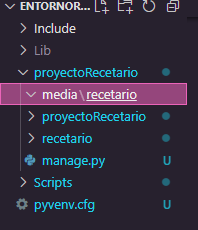 ENTORNOR...
Include
Lib
proyectoRecetario
media\recetario
proyectoRecetario
recetario
manage.py U
Scripts
pyvenv.cfg U